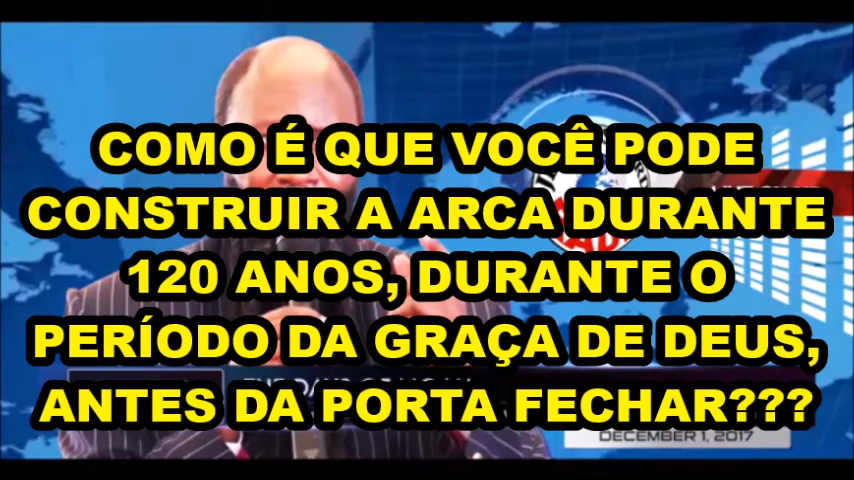 COMO É QUE VOCÊ PODE
CONSTRUIR A ARCA DURANTE
120 ANOS, DURANTE O
PERÍODO DA GRAÇA DE DEUS,
ANTES DA PORTA FECHAR???
DECEMBER 1, 2017